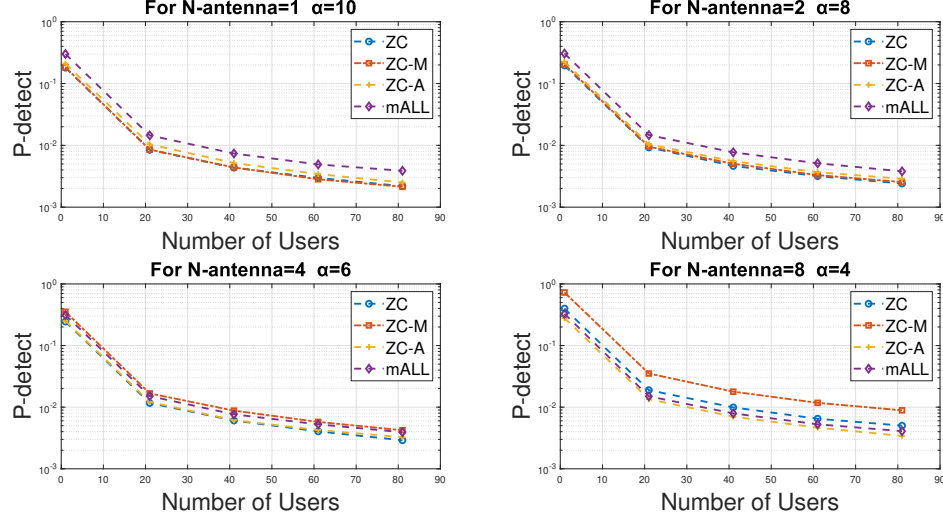 For N-antenna=1 α=10
P-detect
10⁰
10⁻¹
10⁻²
10⁻³
0 10 20 30 40 50 60 70 80 90
Number of Users
ZC
ZC-M
ZC-A
mALL
For N-antenna=2 α=8
P-detect
10⁰
10⁻¹
10⁻²
10⁻³
0 10 20 30 40 50 60 70 80 90
Number of Users
ZC
ZC-M
ZC-A
mALL
For N-antenna=4 α=6
P-detect
10⁰
10⁻¹
10⁻²
10⁻³
0 10 20 30 40 50 60 70 80 90
Number of Users
ZC
ZC-M
ZC-A
mALL
For N-antenna=8 α=4
P-detect
10⁰
10⁻¹
10⁻²
10⁻³
0 10 20 30 40 50 60 70 80 90
Number of Users
ZC
ZC-M
ZC-A
mALL